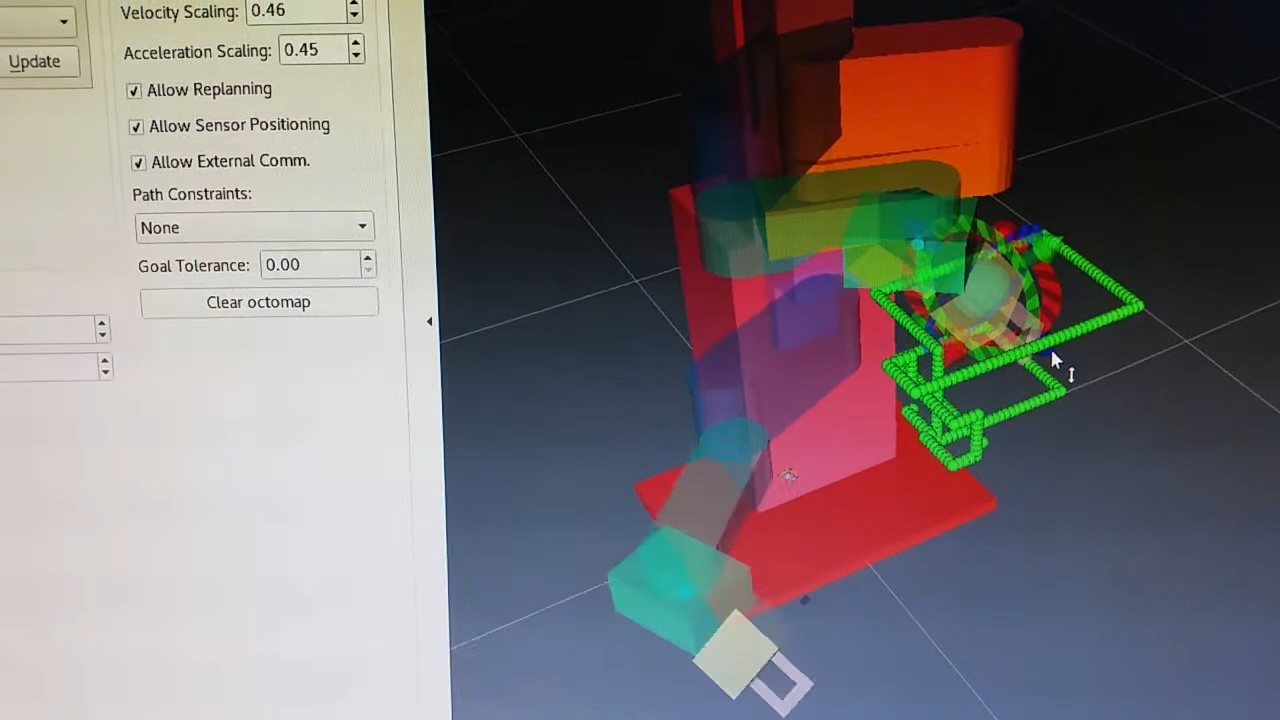 Velocity Scaling: 0.46
Update
Acceleration Scaling: 0.45
Allow Replanning
Allow Sensor Positioning
Allow External Comm.
Path Constraints:
None
Goal Tolerance: 0.00
Clear octomap